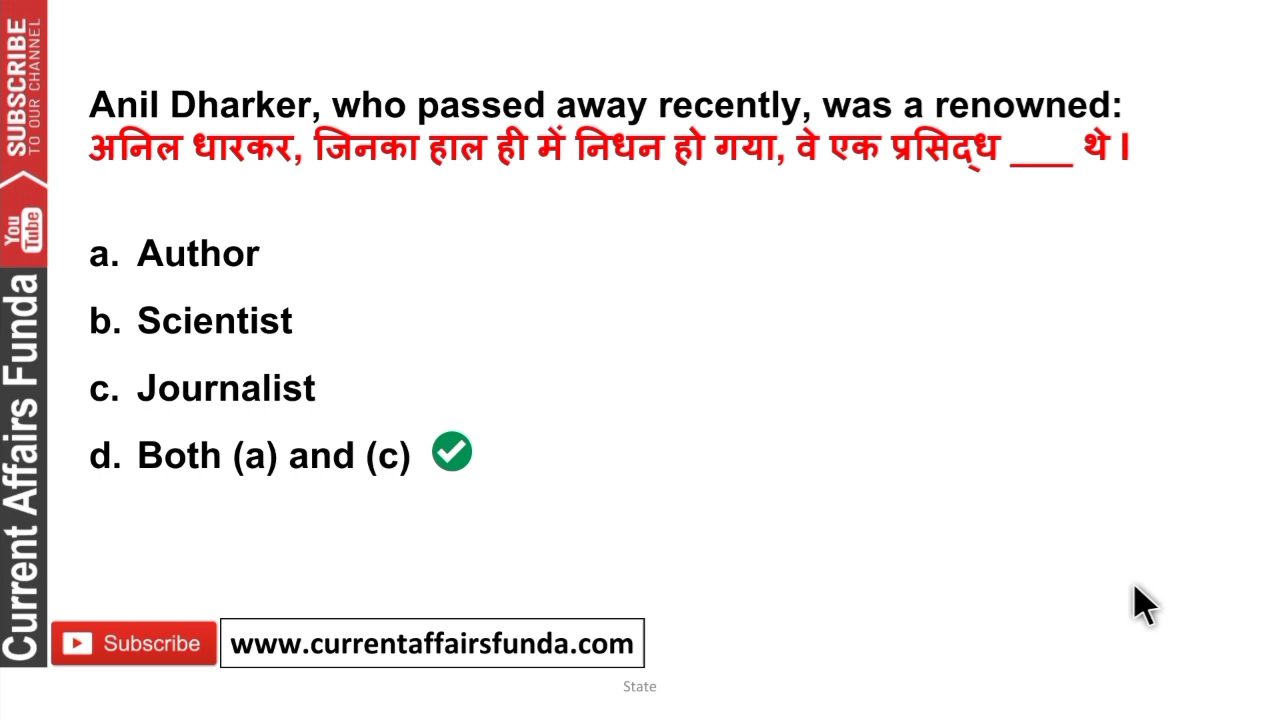 Anil Dharker, who passed away recently, was a renowned:
अनिल धारकर, जिनका हाल ही में निधन हो गया, वे एक प्रसिद्ध ___ थे I
a. Author
b. Scientist
c. Journalist
d. Both (a) and (c)
SUBSCRIBE
TO OUR CHANNEL
You
Tube
Current Affairs Funda
Subscribe
www.currentaffairsfunda.com
State